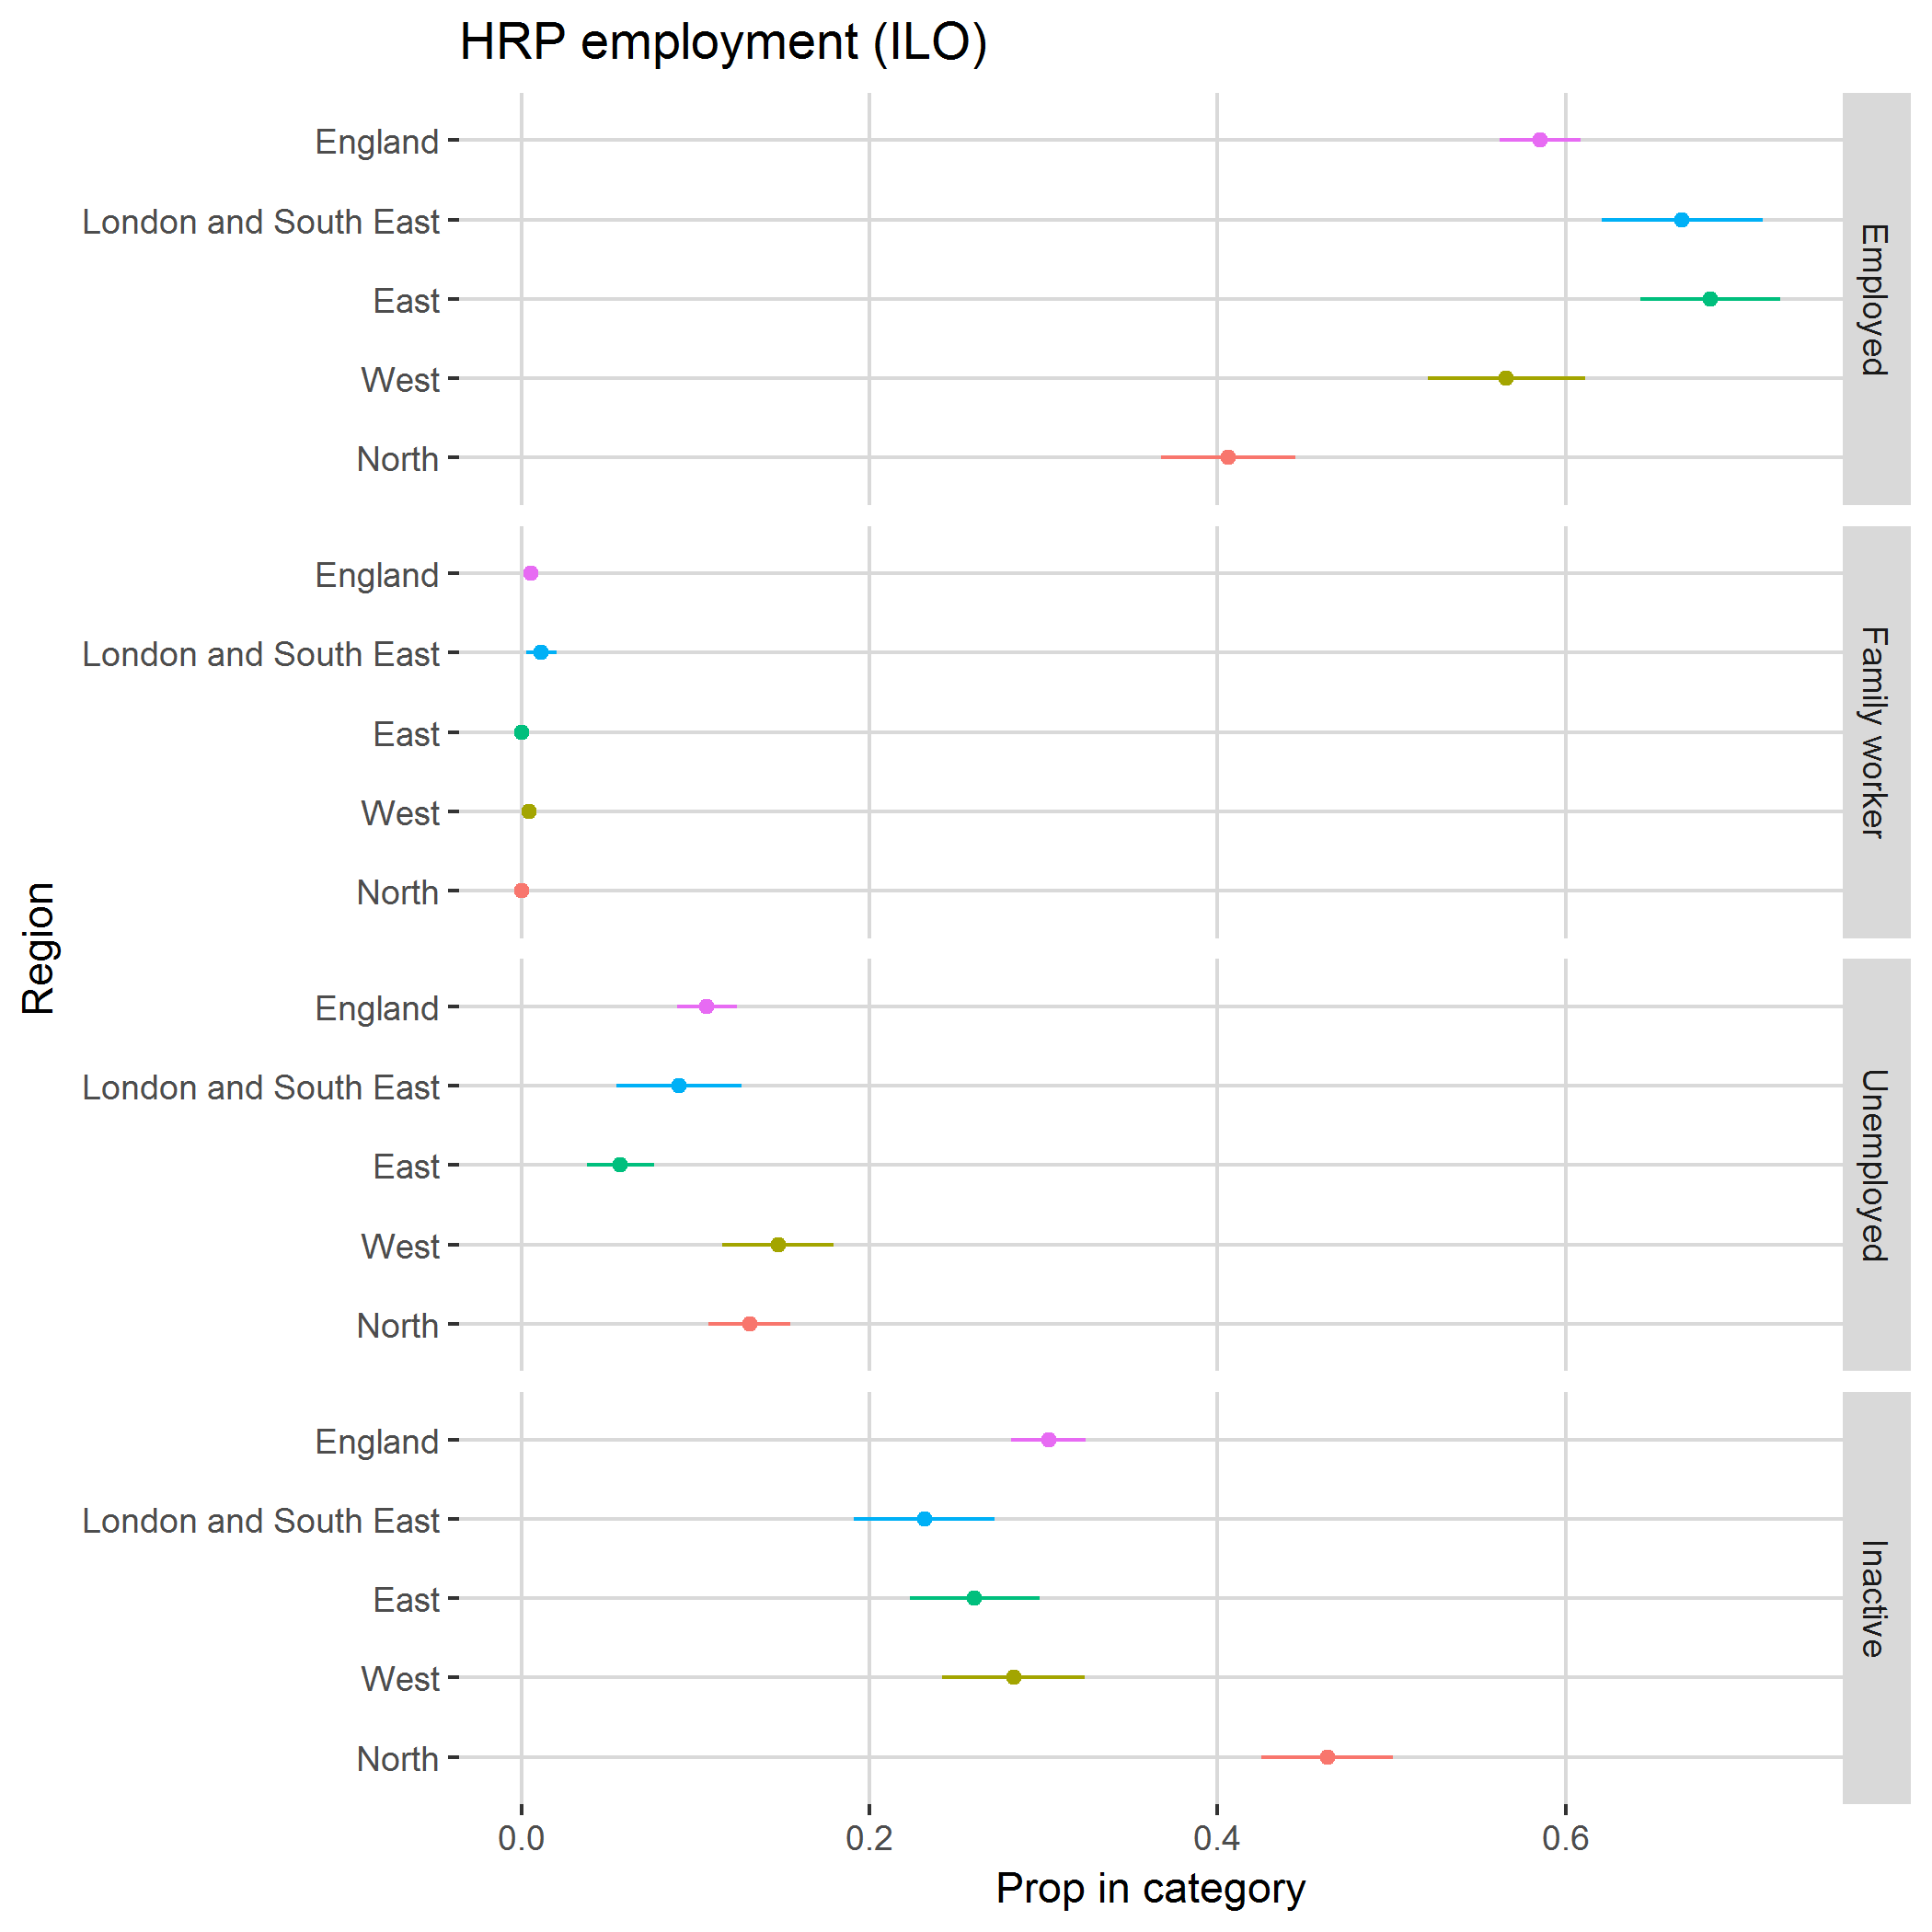 HRP employment (ILO)
England
London and South East
East
West
North
Employed
England
London and South East
East
West
North
Family worker
England
London and South East
East
West
North
Unemployed
England
London and South East
East
West
North
Inactive
Region
0.0 0.2 0.4 0.6
Prop in category